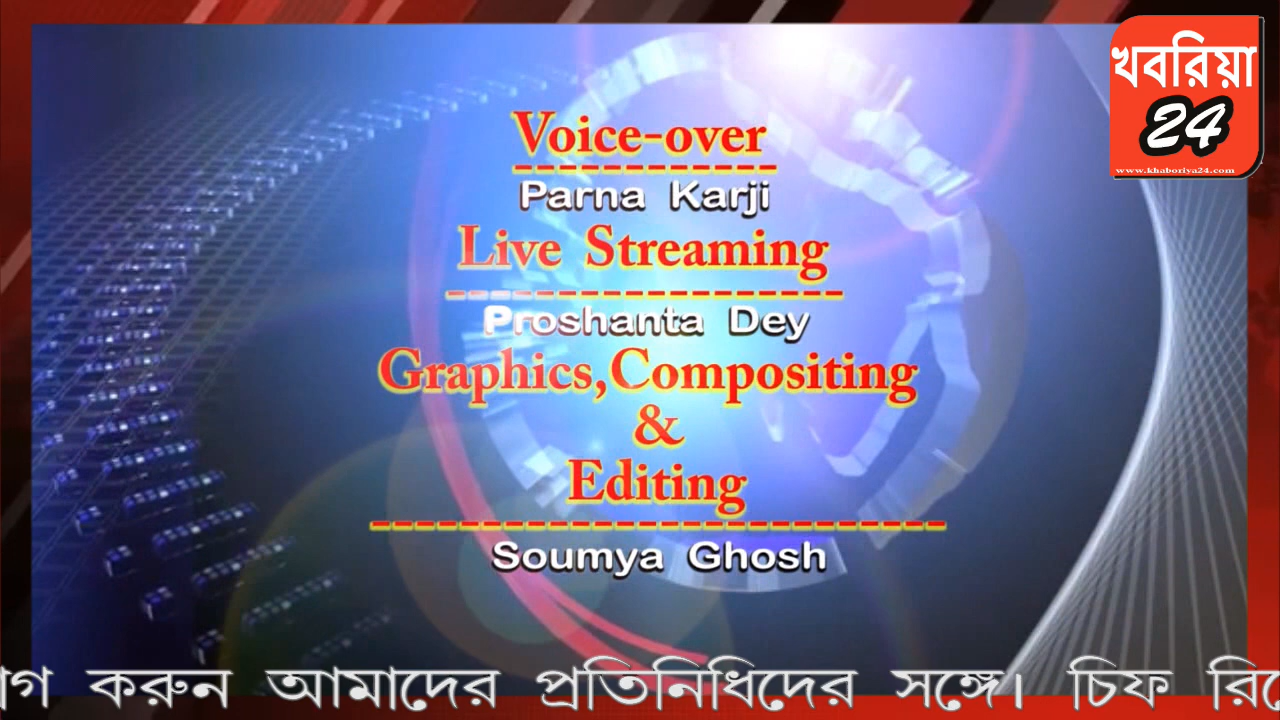 খবরিয়া
24
www.khaboriya24.com
Voice-over
Parna Karji
Live Streaming
Proshanta Dey
Graphics,Compositing
&
Editing
Soumya Ghosh
করুন আমাদের প্রতিনিধিদের সঙ্গে। চিফ